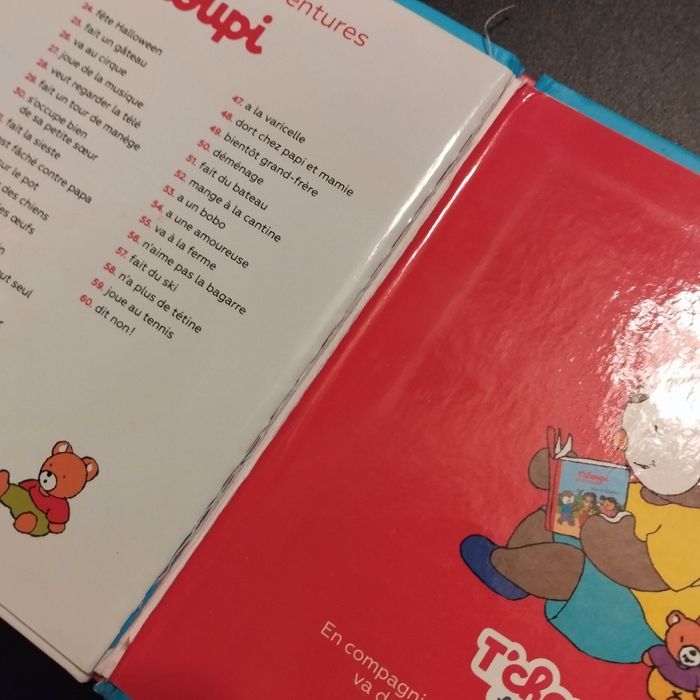 entures
loupi
24. fête Halloween
25. fait un gâteau
26. va au cirque
27. joue de la musique
28. veut regarder la télé
29. fait un tour de manège
30. s'occupe bien
de sa petite sœur
fait la sieste
est fâché contre papa
sur le pot
des chiens
es œufs
out seul
47. a la varicelle
48. dort chez papi et mamie
49. bientôt grand-frère
50. déménage
51. fait du bateau
52. mange à la cantine
53. a un bobo
54. a une amoureuse
55. va à la ferme
56. n'aime pas la bagarre
57. fait du ski
58. n'a plus de tétine
59. joue au tennis
60. dit non !
T'choupi
En compagni
va d
T'cho